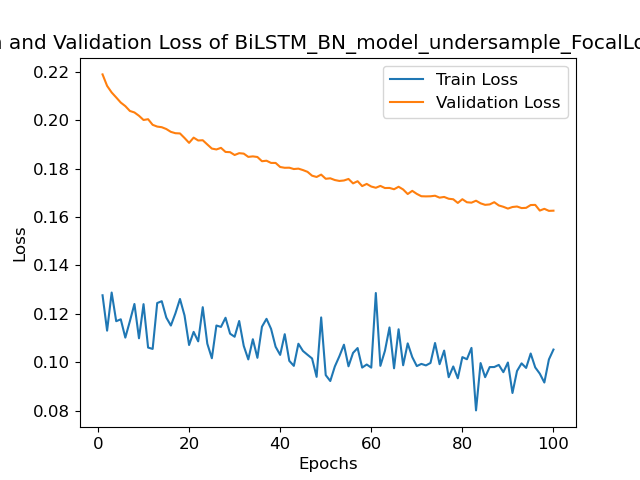 and Validation Loss of BiLSTM_BN_model_undersample_FocalLo
Train Loss
Validation Loss
0.22
0.20
0.18
0.16
0.14
0.12
0.10
0.08
Loss
0 20 40 60 80 100
Epochs